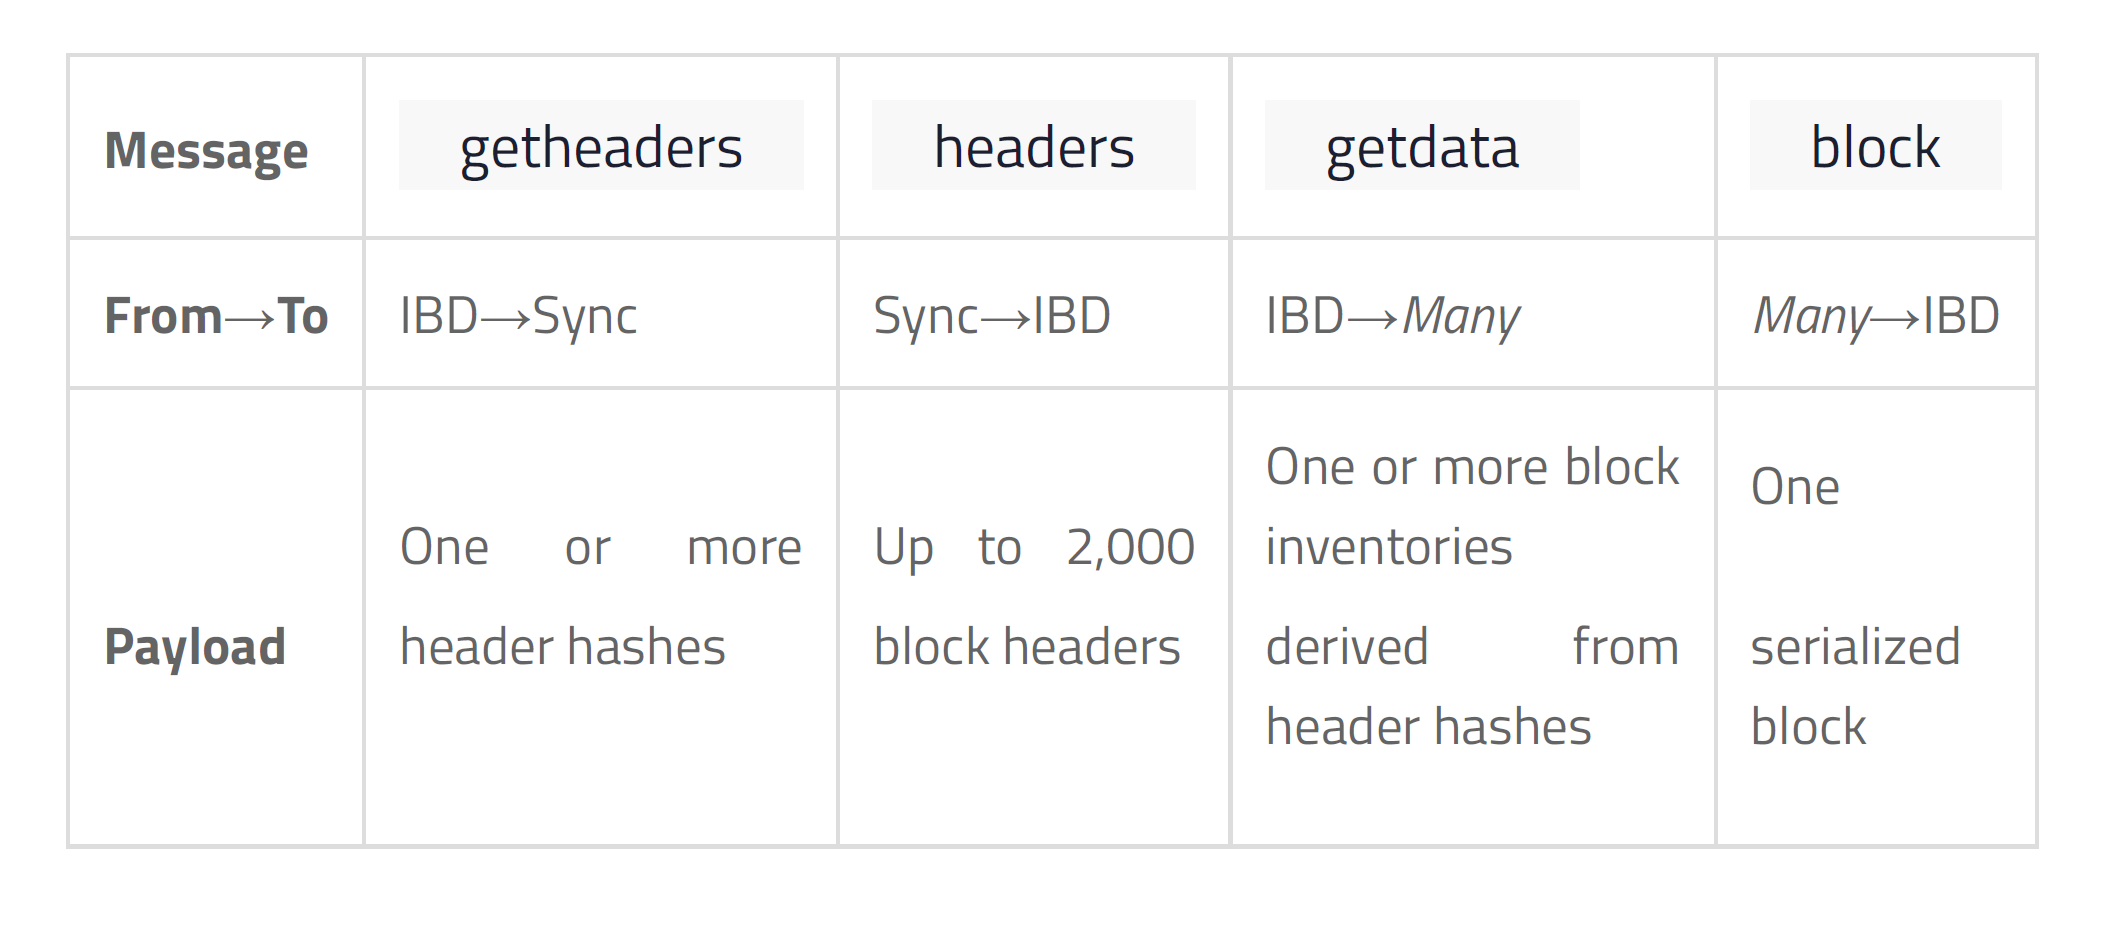 Message getheaders headers getdata block
From→To IBD→Sync Sync→IBD IBD→Many Many→IBD
Payload
One or more
header hashes
Up to 2,000
block headers
One or more block
inventories
derived from
header hashes
One
serialized
block